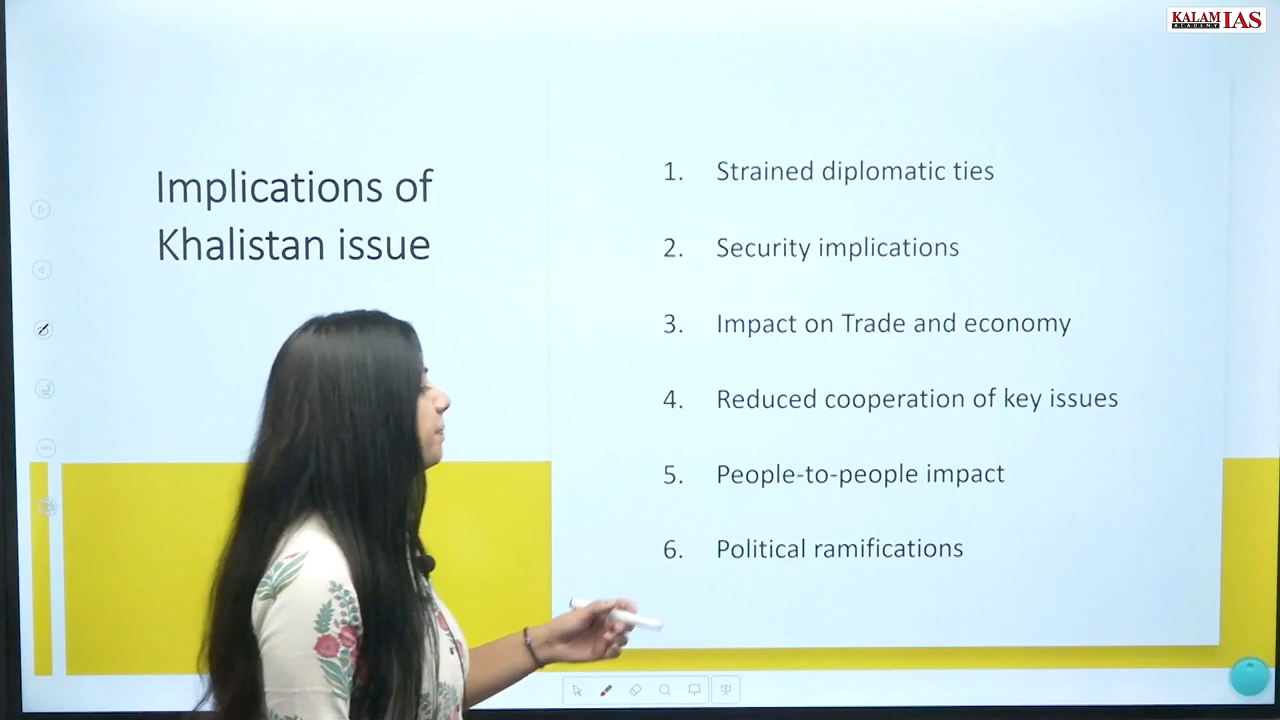 KALAM IAS
ACADEMY
Implications of
Khalistan issue
1. Strained diplomatic ties
2. Security implications
3. Impact on Trade and economy
4. Reduced cooperation of key issues
5. People-to-people impact
6. Political ramifications